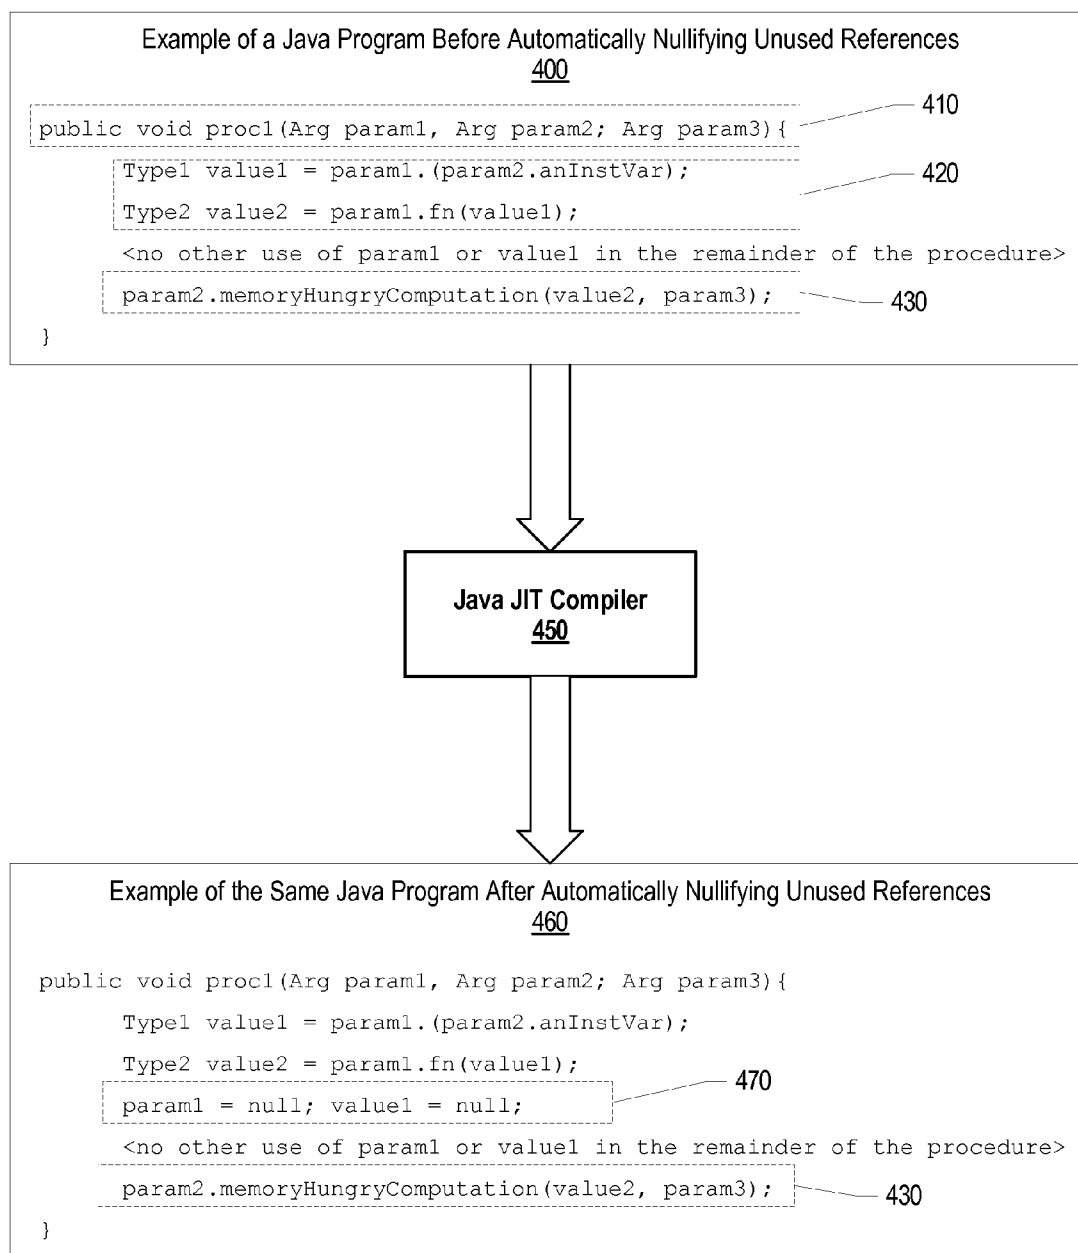 Example of a Java Program Before Automatically Nullifying Unused References
400
410
public void proc1(Arg param1, Arg param2; Arg param3){
Type1 value1 = param1.(param2.anInstVar);
420
Type2 value2 = param1.fn(value1);
<no other use of param1 or value1 in the remainder of the procedure>
param2.memoryHungryComputation(value2, param3);
430
}
Java JIT Compiler
450
Example of the Same Java Program After Automatically Nullifying Unused References
460
public void proc1(Arg param1, Arg param2; Arg param3){
Type1 value1 = param1.(param2.anInstVar);
Type2 value2 = param1.fn(value1);
470
param1 = null; value1 = null;
<no other use of param1 or value1 in the remainder of the procedure>
param2.memoryHungryComputation(value2, param3);
430
}